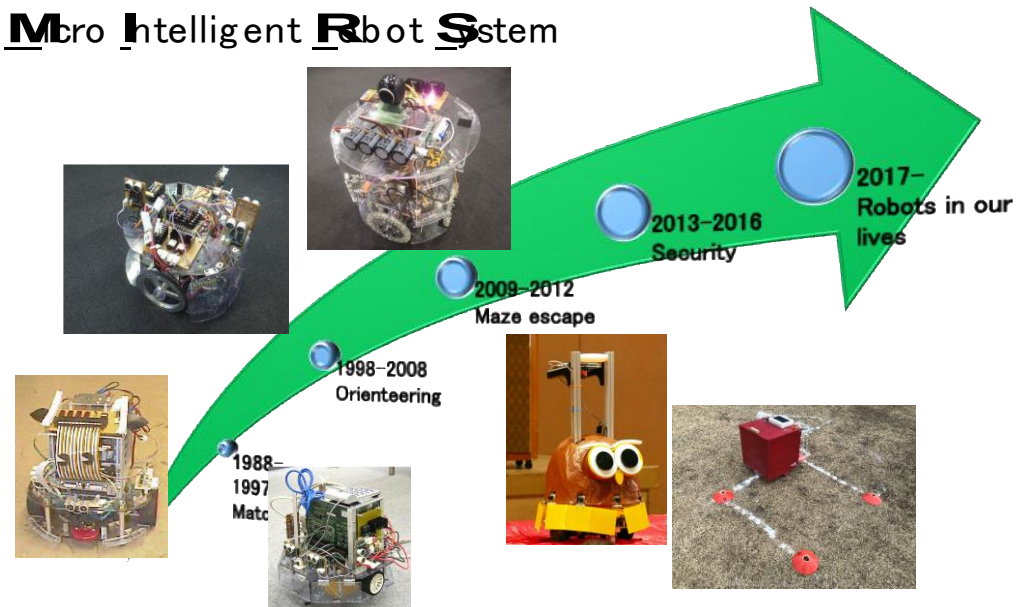 Micro Intelligent Robot System
2017-
Robots in our
lives
2013-2016
Security
2009-2012
Maze escape
1998-2008
Orienteering
1988-
1997